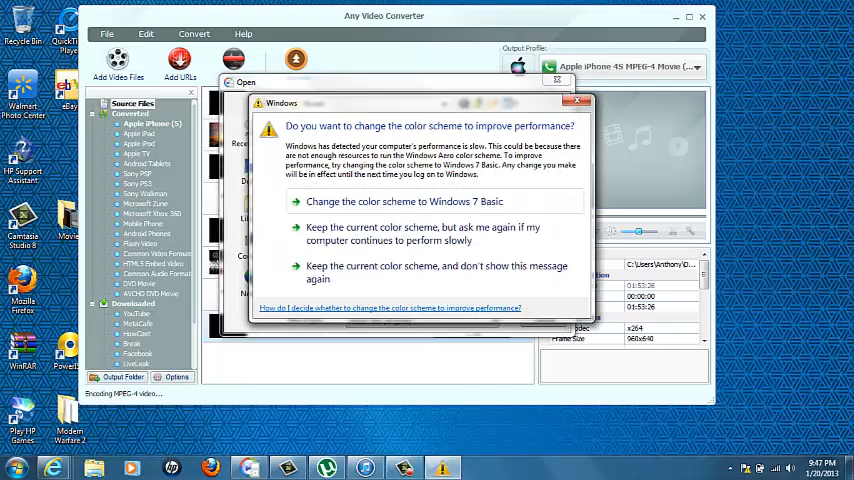 Recycle Bin
QuickTime
Player
Walmart
Photo Center
eBay
HP Support
Assistant
Camtasia
Studio 8
Mozilla
Firefox
WinRAR
Play HP
Games
Modern
Warfare 2
Any Video Converter
File Edit Convert Help
Add Video Files
Add URLs
Output Profile:
Apple iPhone 4S MPEG-4 Movie (...
Source Files
Converted
Apple iPhone (5)
Apple iPad
Apple iPod
Apple TV
Android Tablets
Sony PSP
Sony PS3
Sony Walkman
Microsoft Zune
Microsoft Xbox 360
Mobile Phone
Android Phones
Flash Video
Common Video Format
HTML5 Embed Video
Common Audio Format
DVD Movie
AVCHD DVD Movie
Downloaded
YouTube
MetaCafe
HowCast
Break
Facebook
LiveLeak
Output Folder Options
Encoding MPEG-4 video...
Open
Windows
Do you want to change the color scheme to improve performance?
Windows has detected your computer's performance is slow. This could be because there
are not enough resources to run the Windows Aero color scheme. To improve
performance, try changing the color scheme to Windows 7 Basic. Any change you make
will be in effect until the next time you log on to Windows.
Change the color scheme to Windows 7 Basic
Keep the current color scheme, but ask me again if my
computer continues to perform slowly
Keep the current color scheme, and don't show this message
again
How do I decide whether to change the color scheme to improve performance?
C:\Users\Anthony\D...
01:53:26
00:00:00
01:53:26
x264
Frame Size 960x640
9:47 PM
1/20/2013